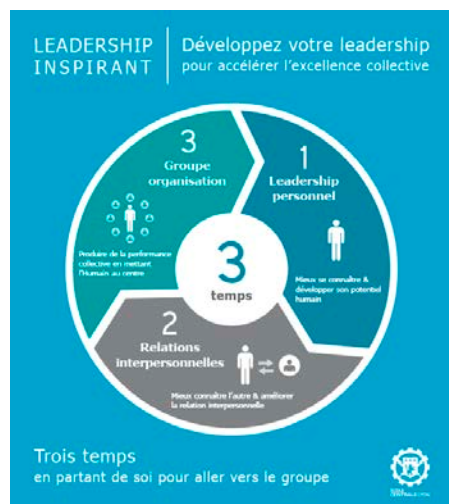 LEADERSHIP
INSPIRANT
Développez votre leadership
pour accélérer l'excellence collective
1
Leadership
personnel
Mieux se connaître &
développer son potentiel
humain
2
Relations
interpersonnelles
Mieux connaître l'autre & améliorer
la relation interpersonnelle
3
Groupe
organisation
Produire de la performance
collective en mettant
l'Humain au centre
3
temps
Trois temps
en partant de soi pour aller vers le groupe